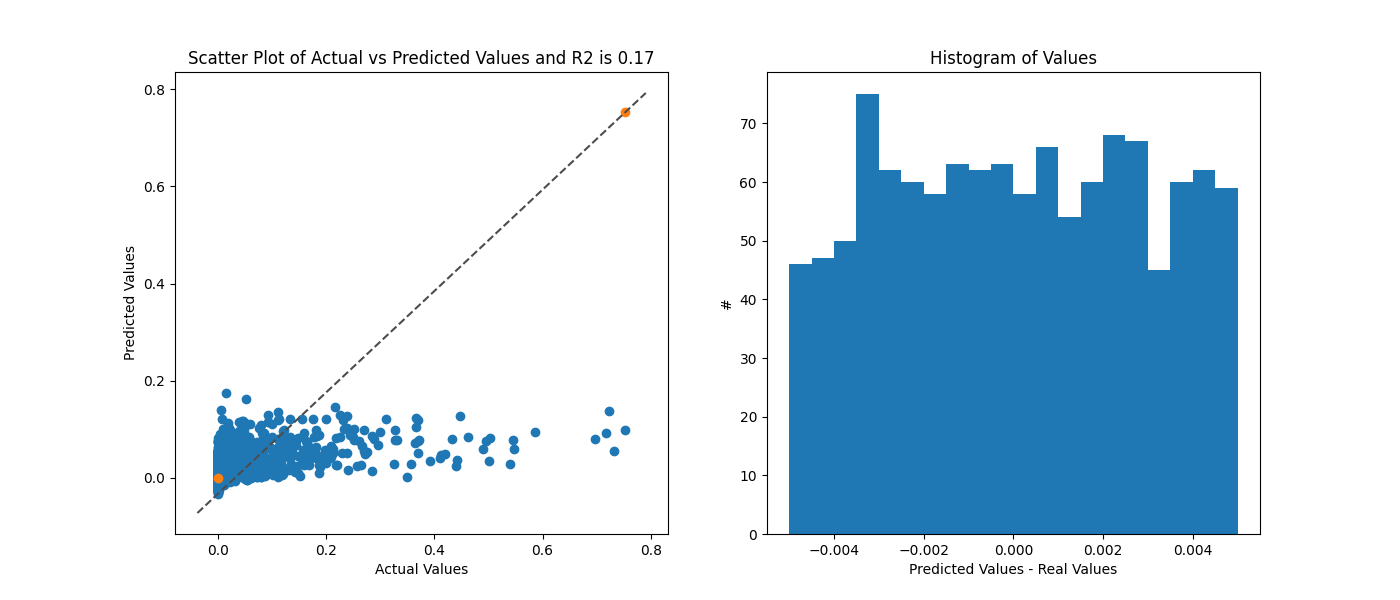 Scatter Plot of Actual vs Predicted Values and R2 is 0.17
Predicted Values
0.8
0.6
0.4
0.2
0.0
0.0 0.2 0.4 0.6 0.8
Actual Values
Histogram of Values
#
70
60
50
40
30
20
10
0
−0.004 −0.002 0.000 0.002 0.004
Predicted Values - Real Values